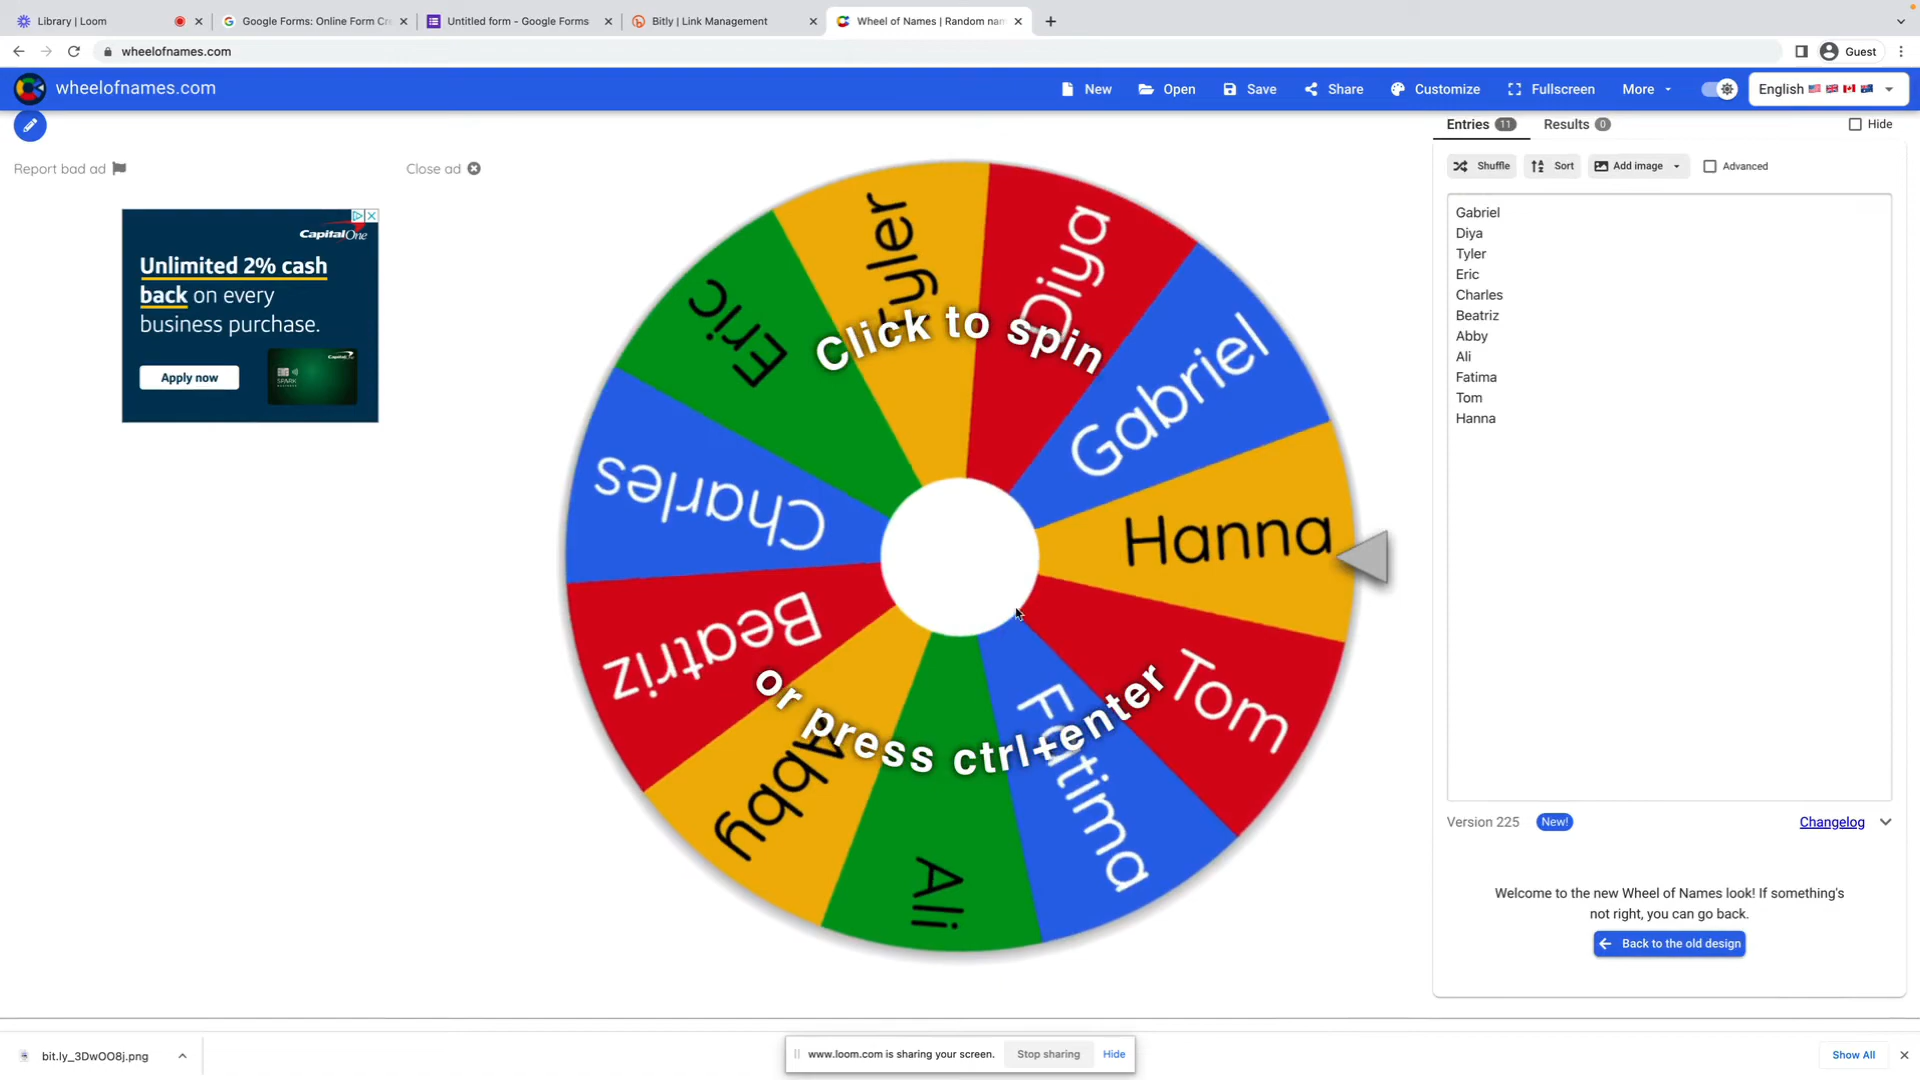 Library | Loom
Google Forms: Online Form Cre
Untitled form - Google Forms
Bitly | Link Management
Wheel of Names | Random nam
wheelofnames.com
Guest
wheelofnames.com
New
Open
Save
Share
Customize
Fullscreen
More
English
Entries 11
Results 0
Hide
Report bad ad
Close ad
Shuffle
Sort
Add image
Advanced
Capital One
Unlimited 2% cash
back on every
business purchase.
Apply now
SPARK
BUSINESS
Capital One
Click to spin
or press ctrl+enter
Tyler
Diya
Gabriel
Hanna
Tom
Fatima
Ali
Abby
Beatriz
Charles
Eric
Gabriel
Diya
Tyler
Eric
Charles
Beatriz
Abby
Ali
Fatima
Tom
Hanna
Version 225
New!
Changelog
Welcome to the new Wheel of Names look! If something's
not right, you can go back.
Back to the old design
bit.ly_3DwOO8j.png
www.loom.com is sharing your screen.
Stop sharing
Hide
Show All